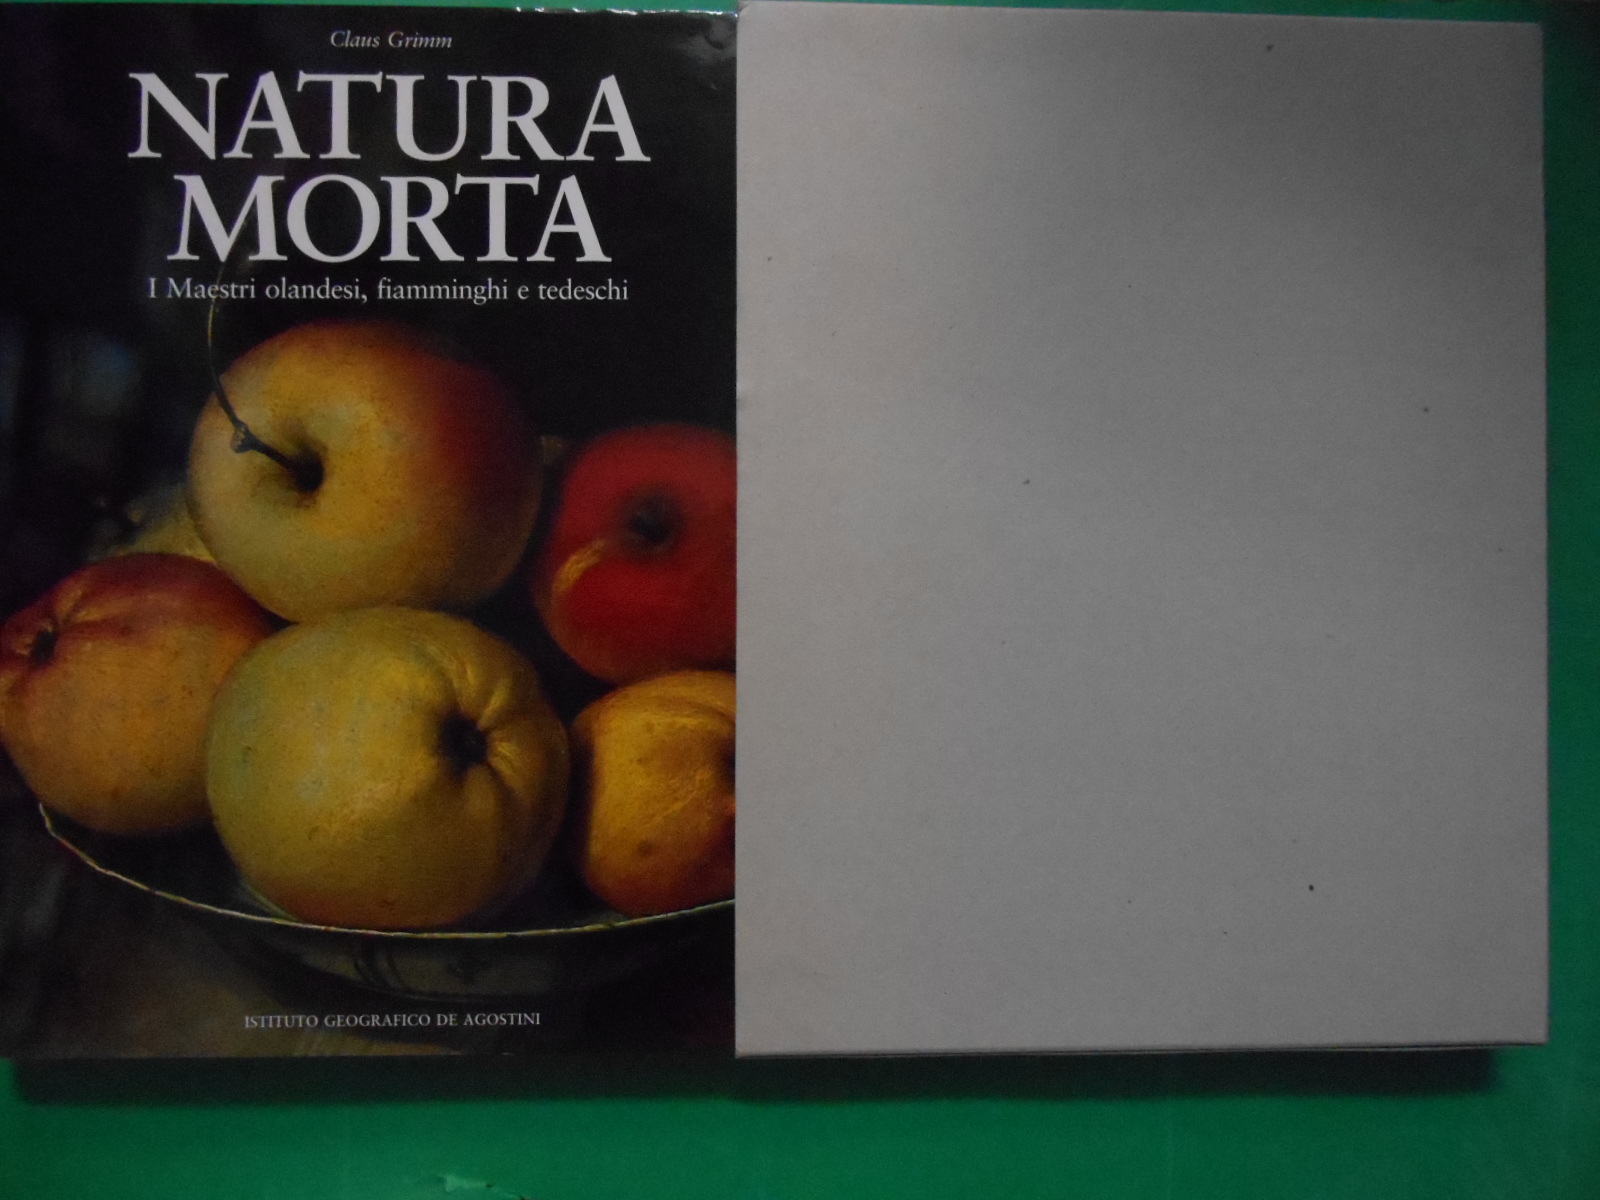 Claus Grimm
NATURA
MORTA
I Maestri olandesi, fiamminghi e tedeschi
ISTITUTO GEOGRAFICO DE AGOSTINI